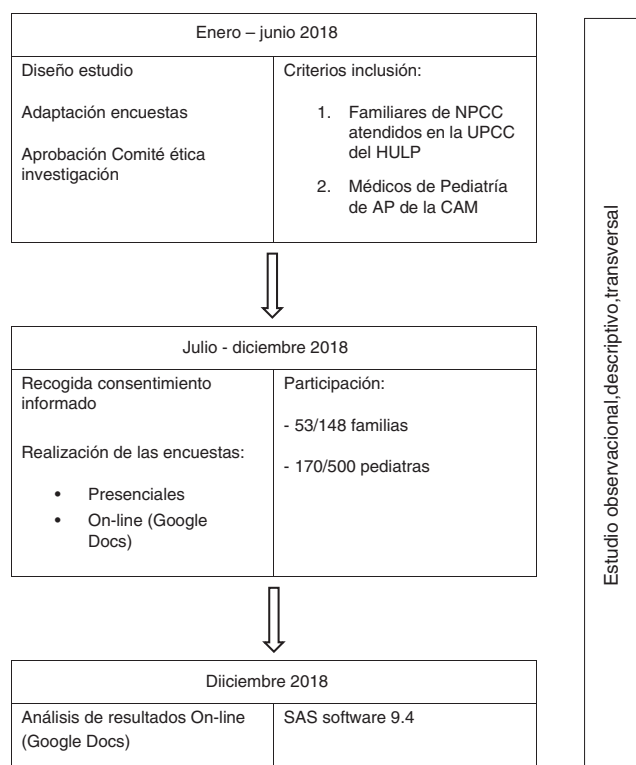 Enero – junio 2018
Diseño estudio
Adaptación encuestas
Aprobación Comité ética
investigación
Criterios inclusión:
1. Familiares de NPCC
atendidos en la UPCC
del HULP
2. Médicos de Pediatría
de AP de la CAM
Julio - diciembre 2018
Recogida consentimiento
informado
Realización de las encuestas:
• Presenciales
• On-line (Google
Docs)
Participación:
- 53/148 familias
- 170/500 pediatras
Diiciembre 2018
Análisis de resultados On-line
(Google Docs)
SAS software 9.4
Estudio observacional,descriptivo,transversal